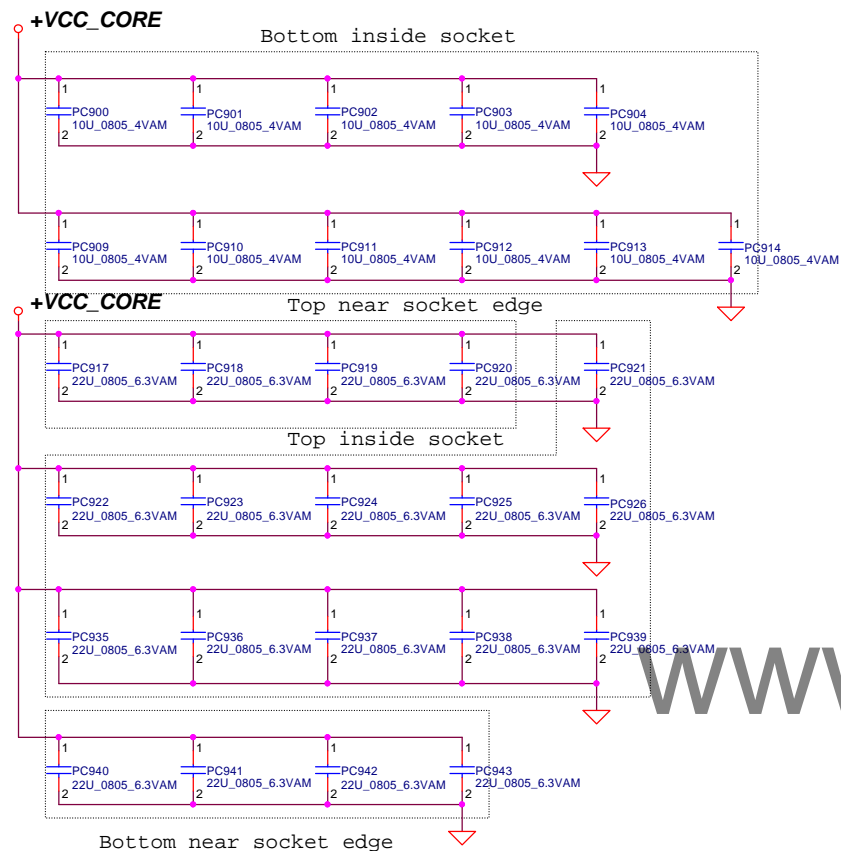 +VCC_CORE
Bottom inside socket
1 1 1 1 1
PC900 PC901 PC902 PC903 PC904
10U_0805_4VAM 10U_0805_4VAM 10U_0805_4VAM 10U_0805_4VAM 10U_0805_4VAM
2 2 2 2 2
1 1 1 1 1 1
PC909 PC910 PC911 PC912 PC913 PC914
10U_0805_4VAM 10U_0805_4VAM 10U_0805_4VAM 10U_0805_4VAM 10U_0805_4VAM 10U_0805_4VAM
2 2 2 2 2 2
+VCC_CORE
Top near socket edge
1 1 1 1 1
PC917 PC918 PC919 PC920 PC921
22U_0805_6.3VAM 22U_0805_6.3VAM 22U_0805_6.3VAM 22U_0805_6.3VAM 22U_0805_6.3VAM
2 2 2 2 2
Top inside socket
1 1 1 1 1
PC922 PC923 PC924 PC925 PC926
22U_0805_6.3VAM 22U_0805_6.3VAM 22U_0805_6.3VAM 22U_0805_6.3VAM 22U_0805_6.3VAM
2 2 2 2 2
1 1 1 1 1
PC935 PC936 PC937 PC938 PC939
22U_0805_6.3VAM 22U_0805_6.3VAM 22U_0805_6.3VAM 22U_0805_6.3VAM 22U_0805_6.3VAM
2 2 2 2 2
www
1 1 1 1
PC940 PC941 PC942 PC943
22U_0805_6.3VAM 22U_0805_6.3VAM 22U_0805_6.3VAM 22U_0805_6.3VAM
2 2 2 2
Bottom near socket edge